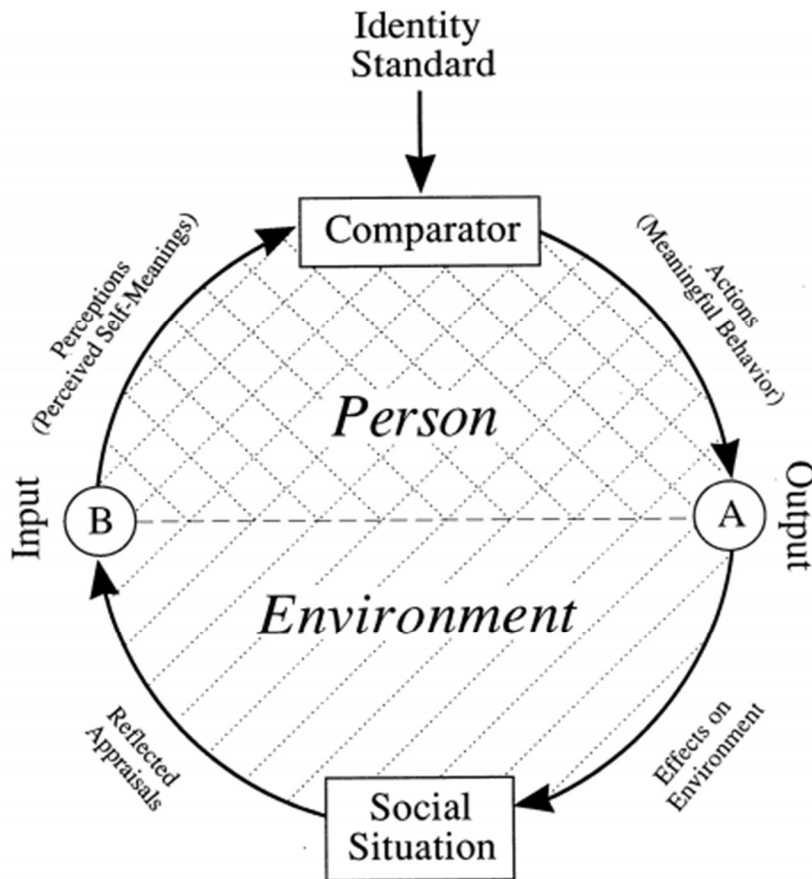 Identity
Standard
Comparator
Perceptions
(Perceived Self-Meanings)
Actions
(Meaningful Behavior)
Person
Input
B
A
Output
Environment
Reflected
Appraisals
Effects on
Environment
Social
Situation